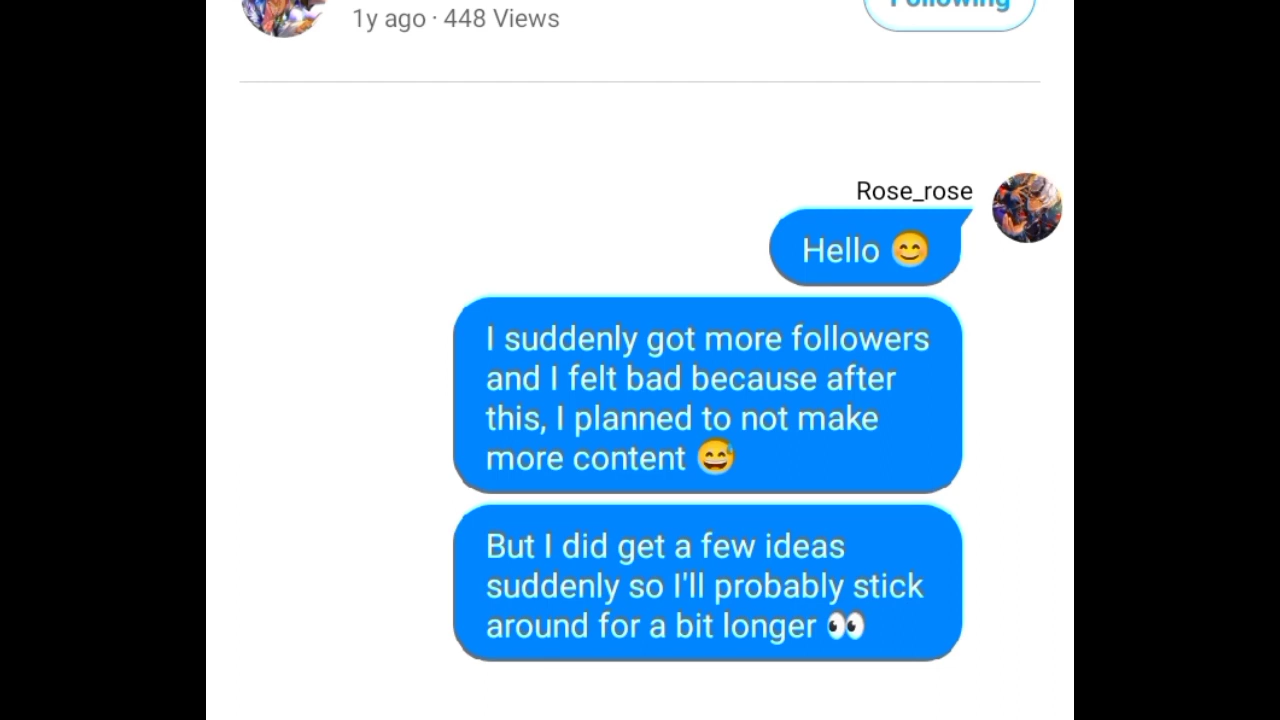 1y ago · 448 Views
Following
Rose_rose
Hello 😊
I suddenly got more followers
and I felt bad because after
this, I planned to not make
more content 😅
But I did get a few ideas
suddenly so I'll probably stick
around for a bit longer 👀